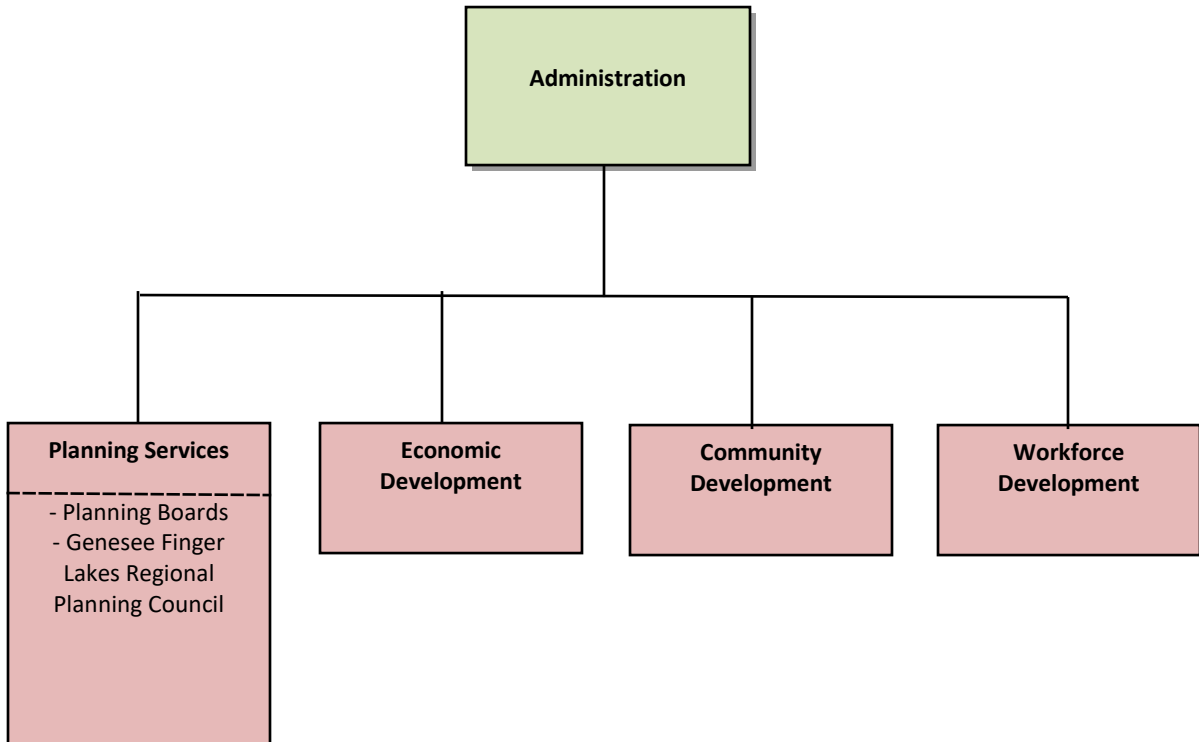 Administration
Planning Services
- Planning Boards
- Genesee Finger
Lakes Regional
Planning Council
Economic
Development
Community
Development
Workforce
Development